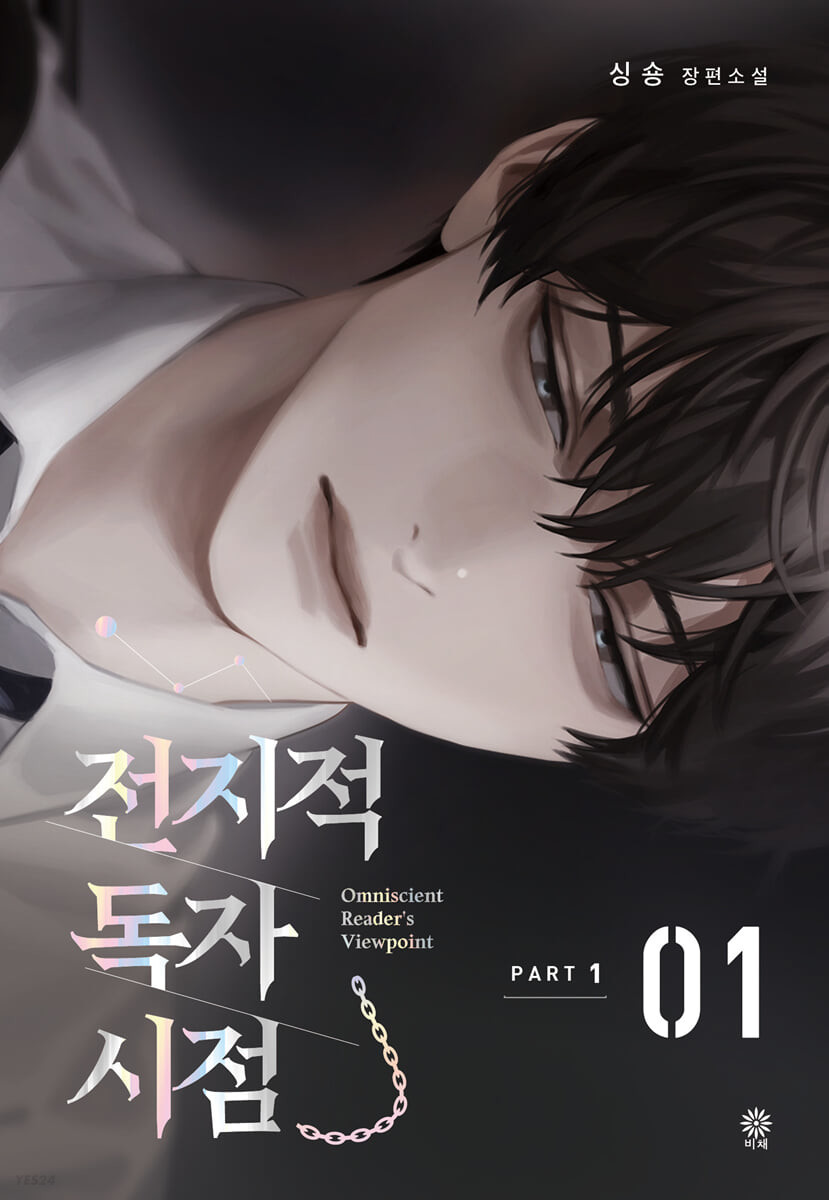 싱숑 장편소설
전지적
독자
시점
Omniscient
Reader's
Viewpoint
PART 1
01
비채
YES24